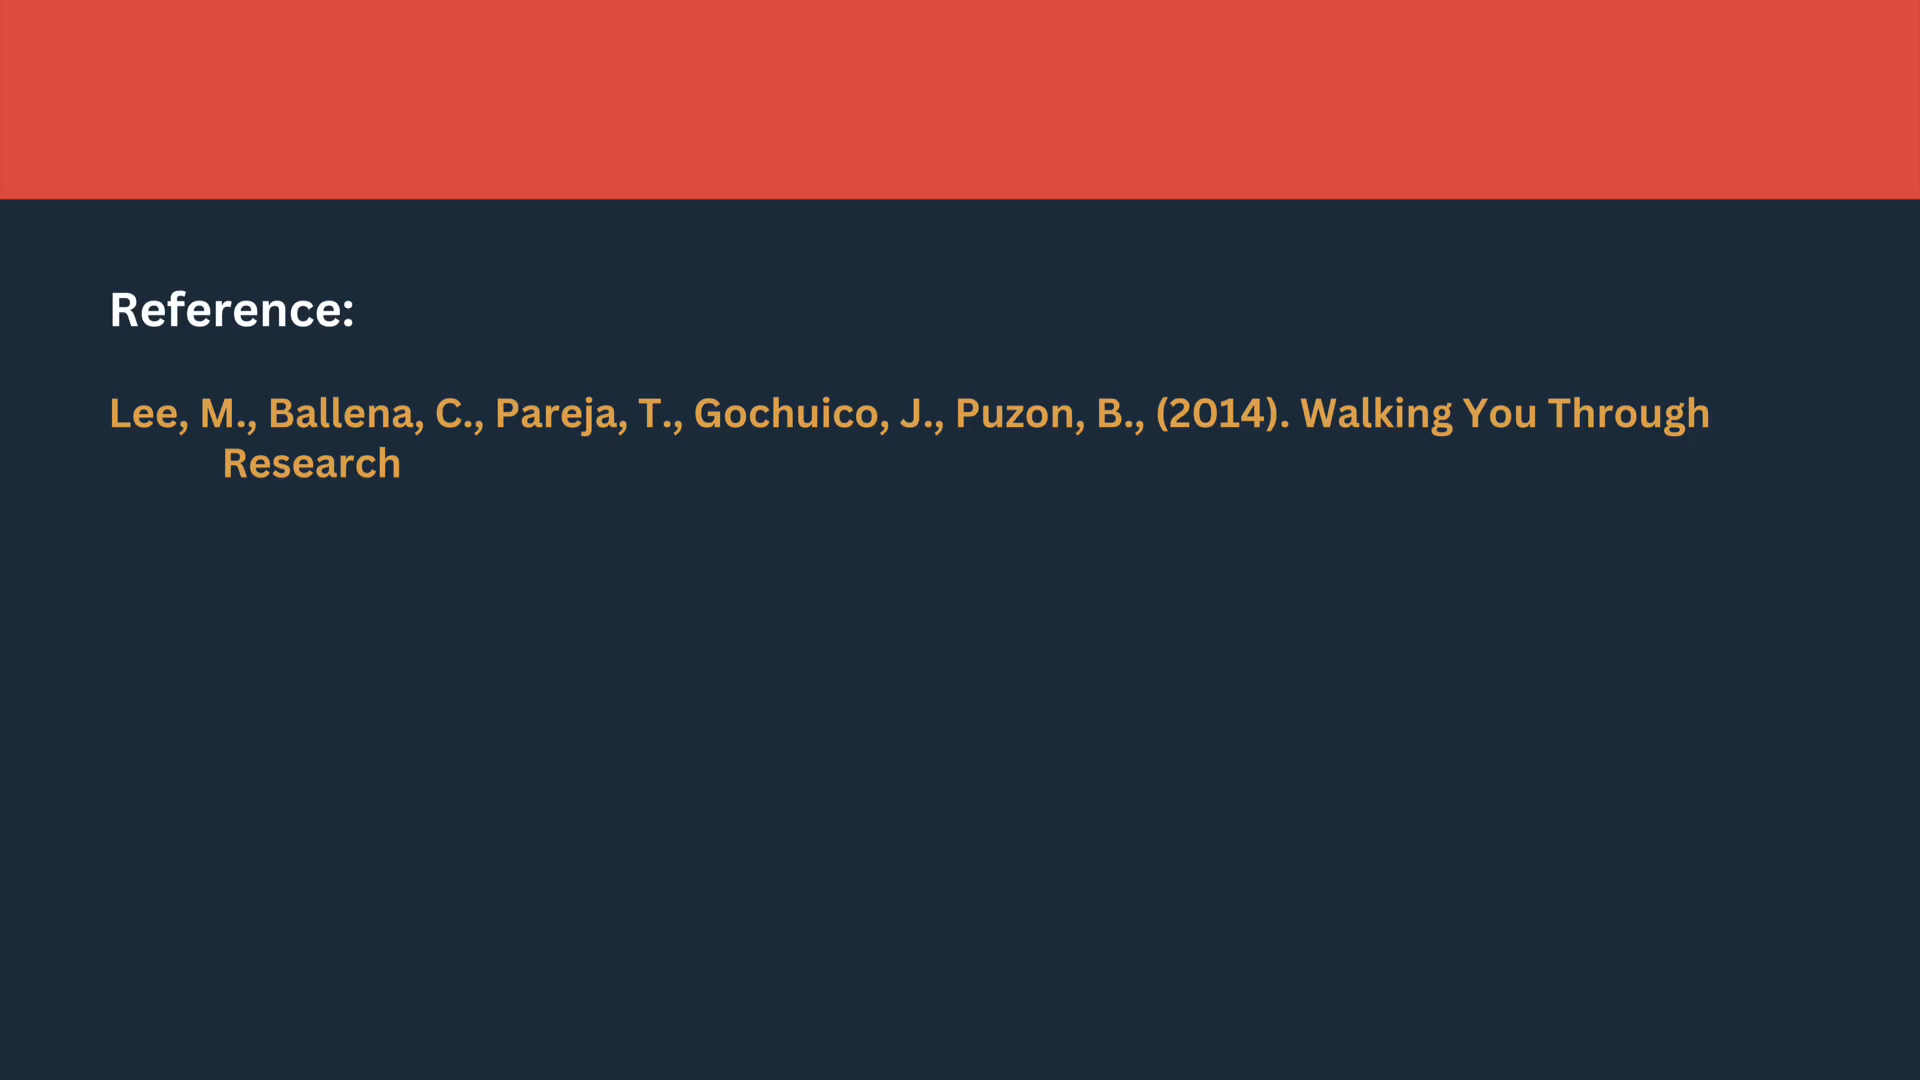 Reference:
Lee, M., Ballena, C., Pareja, T., Gochuico, J., Puzon, B., (2014). Walking You Through
Research